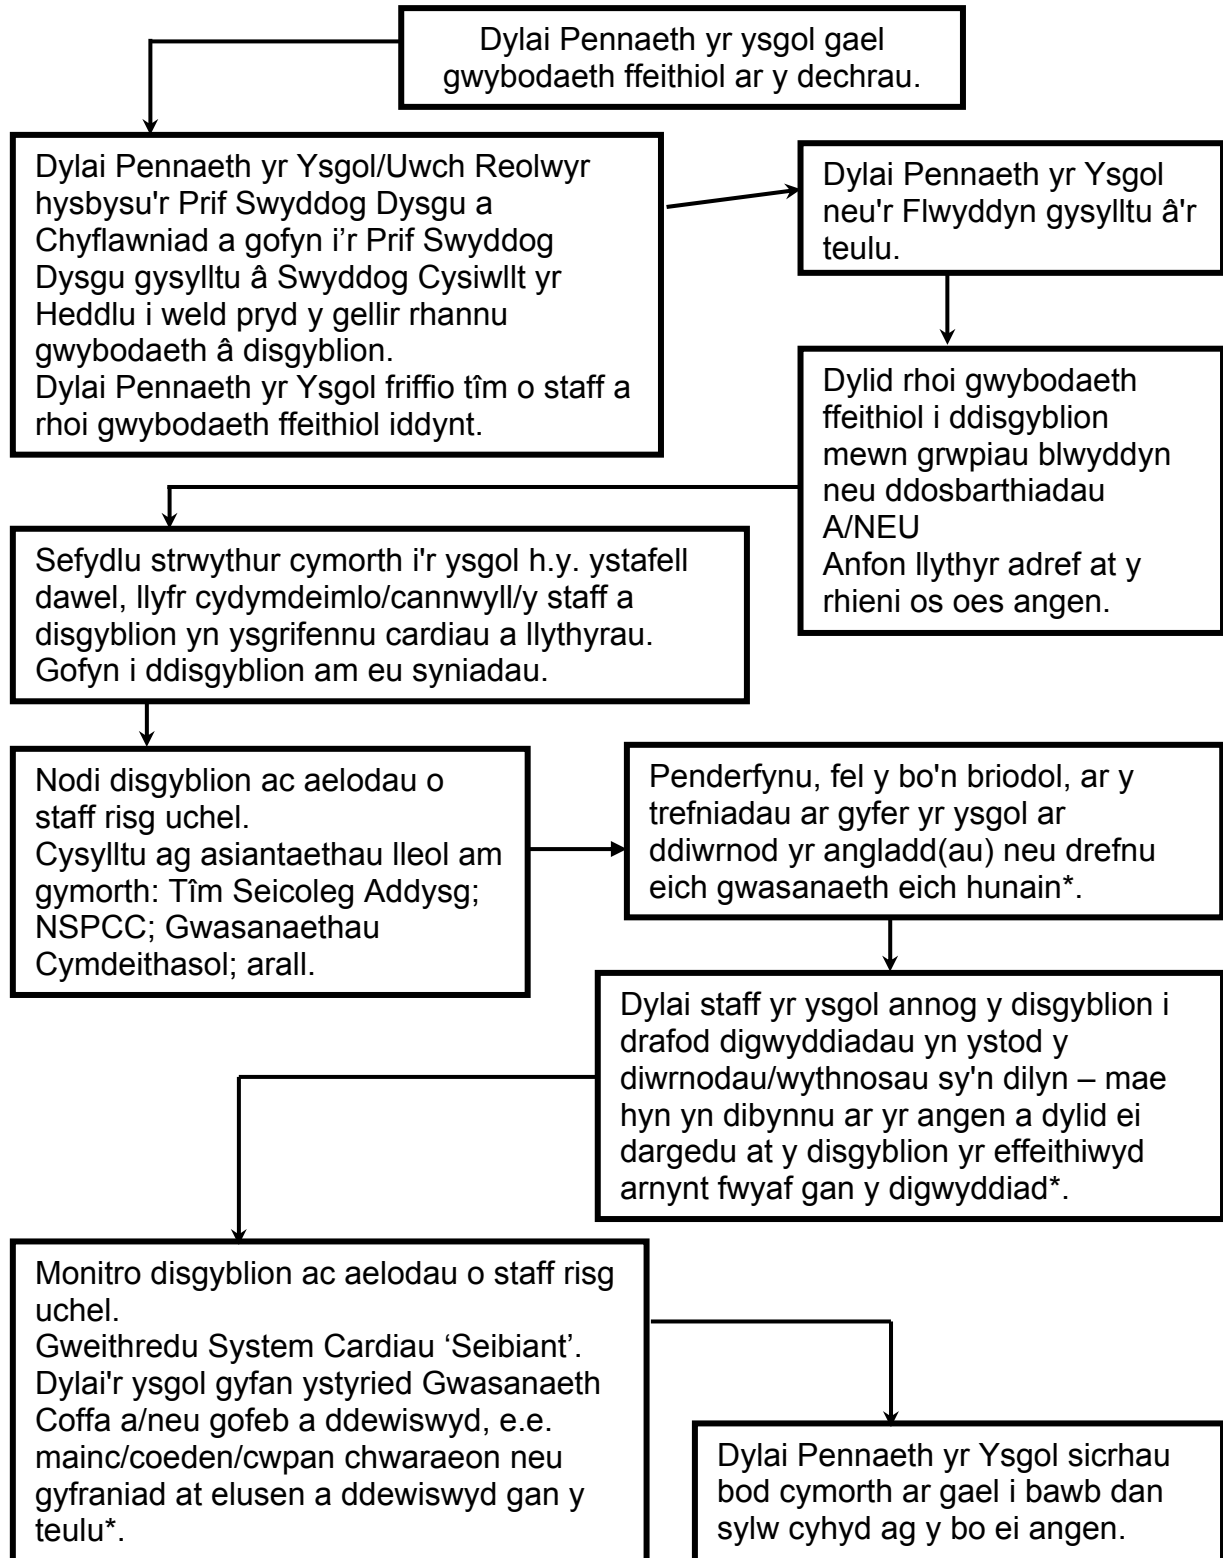 Dylai Pennaeth yr ysgol gael
gwybodaeth ffeithiol ar y dechrau.
Dylai Pennaeth yr Ysgol/Uwch Reolwyr
hysbysu'r Prif Swyddog Dysgu a
Chyflawniad a gofyn i’r Prif Swyddog
Dysgu gysylltu â Swyddog Cysiwllt yr
Heddlu i weld pryd y gellir rhannu
gwybodaeth â disgyblion.
Dylai Pennaeth yr Ysgol friffio tîm o staff a
rhoi gwybodaeth ffeithiol iddynt.
Dylai Pennaeth yr Ysgol
neu'r Flwyddyn gysylltu â'r
teulu.
Dylid rhoi gwybodaeth
ffeithiol i ddisgyblion
mewn grwpiau blwyddyn
neu ddosbarthiadau
A/NEU
Anfon llythyr adref at y
rhieni os oes angen.
Sefydlu strwythur cymorth i'r ysgol h.y. ystafell
dawel, llyfr cydymdeimlo/cannwyll/y staff a
disgyblion yn ysgrifennu cardiau a llythyrau.
Gofyn i ddisgyblion am eu syniadau.
Nodi disgyblion ac aelodau o
staff risg uchel.
Cysylltu ag asiantaethau lleol am
gymorth: Tîm Seicoleg Addysg;
NSPCC; Gwasanaethau
Cymdeithasol; arall.
Penderfynu, fel y bo'n briodol, ar y
trefniadau ar gyfer yr ysgol ar
ddiwrnod yr angladd(au) neu drefnu
eich gwasanaeth eich hunain*.
Dylai staff yr ysgol annog y disgyblion i
drafod digwyddiadau yn ystod y
diwrnodau/wythnosau sy'n dilyn – mae
hyn yn dibynnu ar yr angen a dylid ei
dargedu at y disgyblion yr effeithiwyd
arnynt fwyaf gan y digwyddiad*.
Monitro disgyblion ac aelodau o staff risg
uchel.
Gweithredu System Cardiau ‘Seibiant’.
Dylai'r ysgol gyfan ystyried Gwasanaeth
Coffa a/neu gofeb a ddewiswyd, e.e.
mainc/coeden/cwpan chwaraeon neu
gyfraniad at elusen a ddewiswyd gan y
teulu*.
Dylai Pennaeth yr Ysgol sicrhau
bod cymorth ar gael i bawb dan
sylw cyhyd ag y bo ei angen.